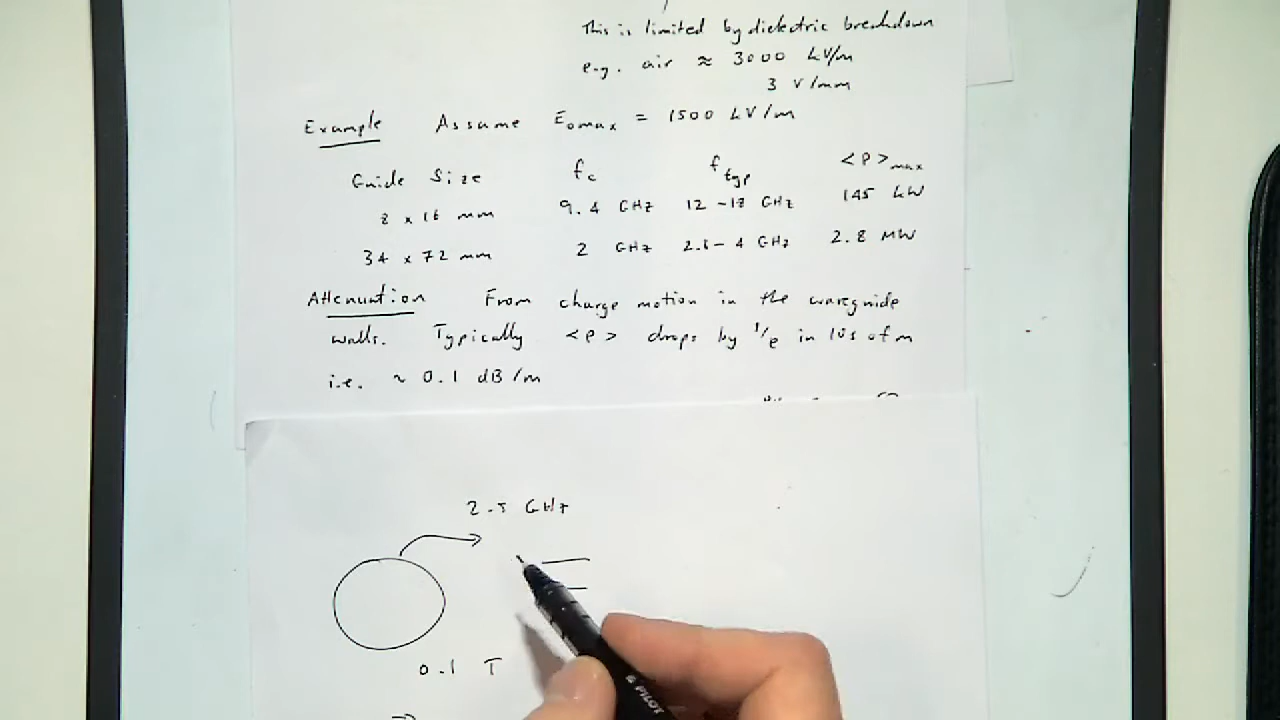 This is limited by dielectric breakdown
e.g. air ≈ 3000 kV/m
3 V/mm
Example Assume E0max = 1500 kV/m
Guide Size fc ftyp <P>max
8 x 16 mm 9.4 GHz 12-18 GHz 145 kW
34 x 72 mm 2 GHz 2.6-4 GHz 2.8 MW
Attenuation From charge motion in the waveguide
walls. Typically <P> drops by 1/e in 10s of m
i.e. ~ 0.1 dB/m
2.5 GHz
0.1 T
PILOT